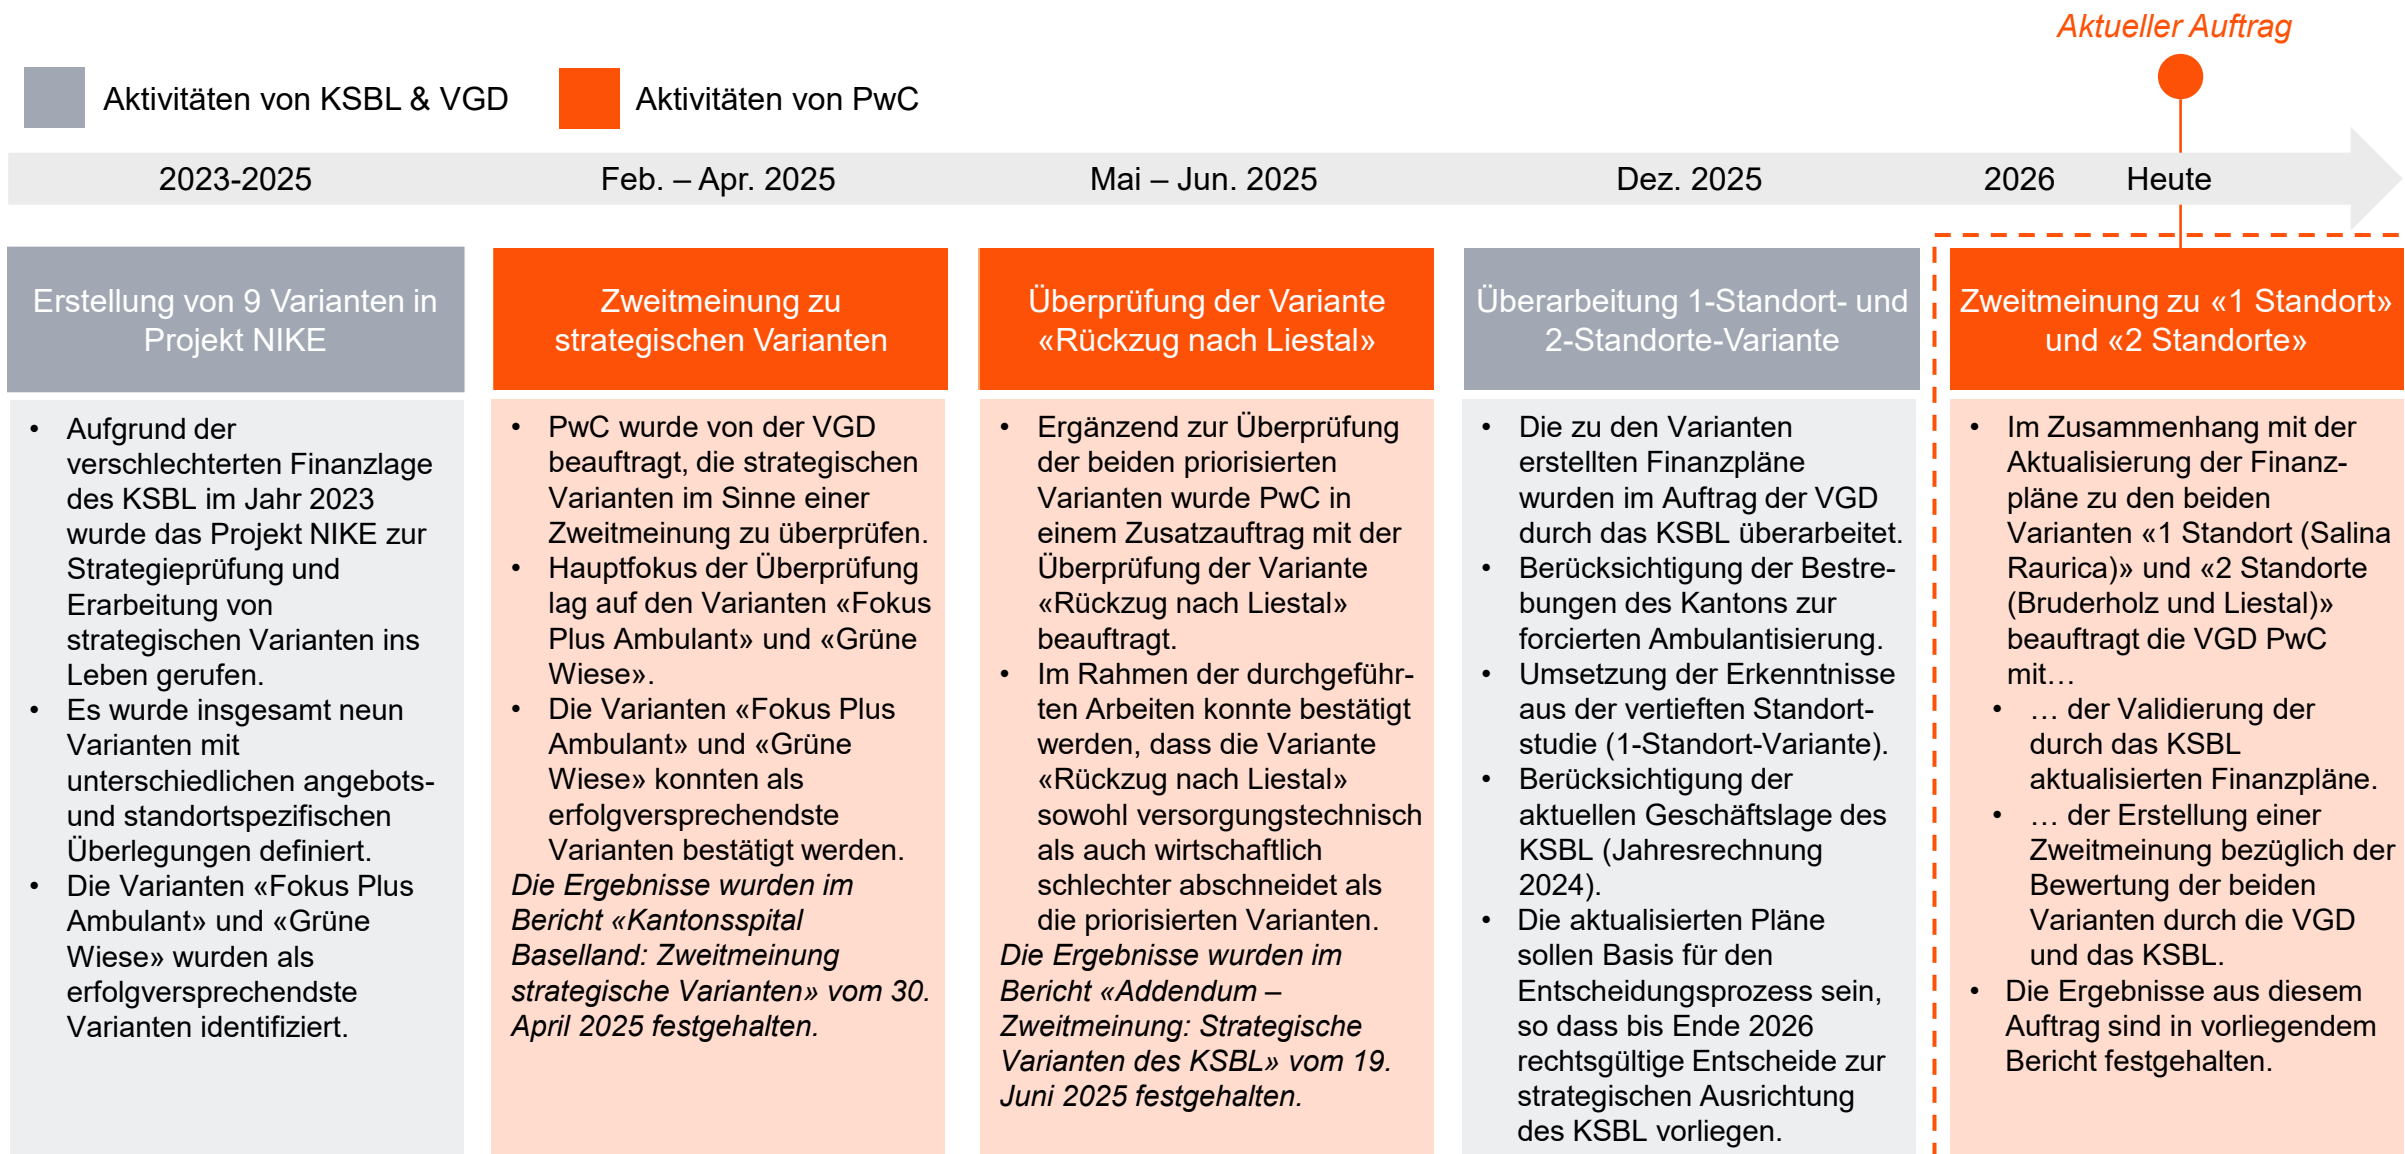 Aktueller Auftrag
Aktivitäten von KSBL & VGD
Aktivitäten von PwC
2023-2025
Feb. – Apr. 2025
Mai – Jun. 2025
Dez. 2025
2026
Heute
Erstellung von 9 Varianten in
Projekt NIKE
• Aufgrund der
verschlechterten Finanzlage
des KSBL im Jahr 2023
wurde das Projekt NIKE zur
Strategieprüfung und
Erarbeitung von
strategischen Varianten ins
Leben gerufen.
• Es wurde insgesamt neun
Varianten mit
unterschiedlichen angebots-
und standortspezifischen
Überlegungen definiert.
• Die Varianten «Fokus Plus
Ambulant» und «Grüne
Wiese» wurden als
erfolgversprechendste
Varianten identifiziert.
Zweitmeinung zu
strategischen Varianten
• PwC wurde von der VGD
beauftragt, die strategischen
Varianten im Sinne einer
Zweitmeinung zu überprüfen.
• Hauptfokus der Überprüfung
lag auf den Varianten «Fokus
Plus Ambulant» und «Grüne
Wiese».
• Die Varianten «Fokus Plus
Ambulant» und «Grüne
Wiese» konnten als
erfolgversprechendste
Varianten bestätigt werden.
Die Ergebnisse wurden im
Bericht «Kantonsspital
Baselland: Zweitmeinung
strategische Varianten» vom 30.
April 2025 festgehalten.
Überprüfung der Variante
«Rückzug nach Liestal»
• Ergänzend zur Überprüfung
der beiden priorisierten
Varianten wurde PwC in
einem Zusatzauftrag mit der
Überprüfung der Variante
«Rückzug nach Liestal»
beauftragt.
• Im Rahmen der durchgeführ-
ten Arbeiten konnte bestätigt
werden, dass die Variante
«Rückzug nach Liestal»
sowohl versorgungstechnisch
als auch wirtschaftlich
schlechter abschneidet als
die priorisierten Varianten.
Die Ergebnisse wurden im
Bericht «Addendum –
Zweitmeinung: Strategische
Varianten des KSBL» vom 19.
Juni 2025 festgehalten.
Überarbeitung 1-Standort- und
2-Standorte-Variante
• Die zu den Varianten
erstellten Finanzpläne
wurden im Auftrag der VGD
durch das KSBL überarbeitet.
• Berücksichtigung der Bestre-
bungen des Kantons zur
forcierten Ambulantisierung.
• Umsetzung der Erkenntnisse
aus der vertieften Standort-
studie (1-Standort-Variante).
• Berücksichtigung der
aktuellen Geschäftslage des
KSBL (Jahresrechnung
2024).
• Die aktualisierten Pläne
sollen Basis für den
Entscheidungsprozess sein,
so dass bis Ende 2026
rechtsgültige Entscheide zur
strategischen Ausrichtung
des KSBL vorliegen.
Zweitmeinung zu «1 Standort»
und «2 Standorte»
• Im Zusammenhang mit der
Aktualisierung der Finanz-
pläne zu den beiden
Varianten «1 Standort (Salina
Raurica)» und «2 Standorte
(Bruderholz und Liestal)»
beauftragt die VGD PwC
mit…
• … der Validierung der
durch das KSBL
aktualisierten Finanzpläne.
• … der Erstellung einer
Zweitmeinung bezüglich der
Bewertung der beiden
Varianten durch die VGD
und das KSBL.
• Die Ergebnisse aus diesem
Auftrag sind in vorliegendem
Bericht festgehalten.